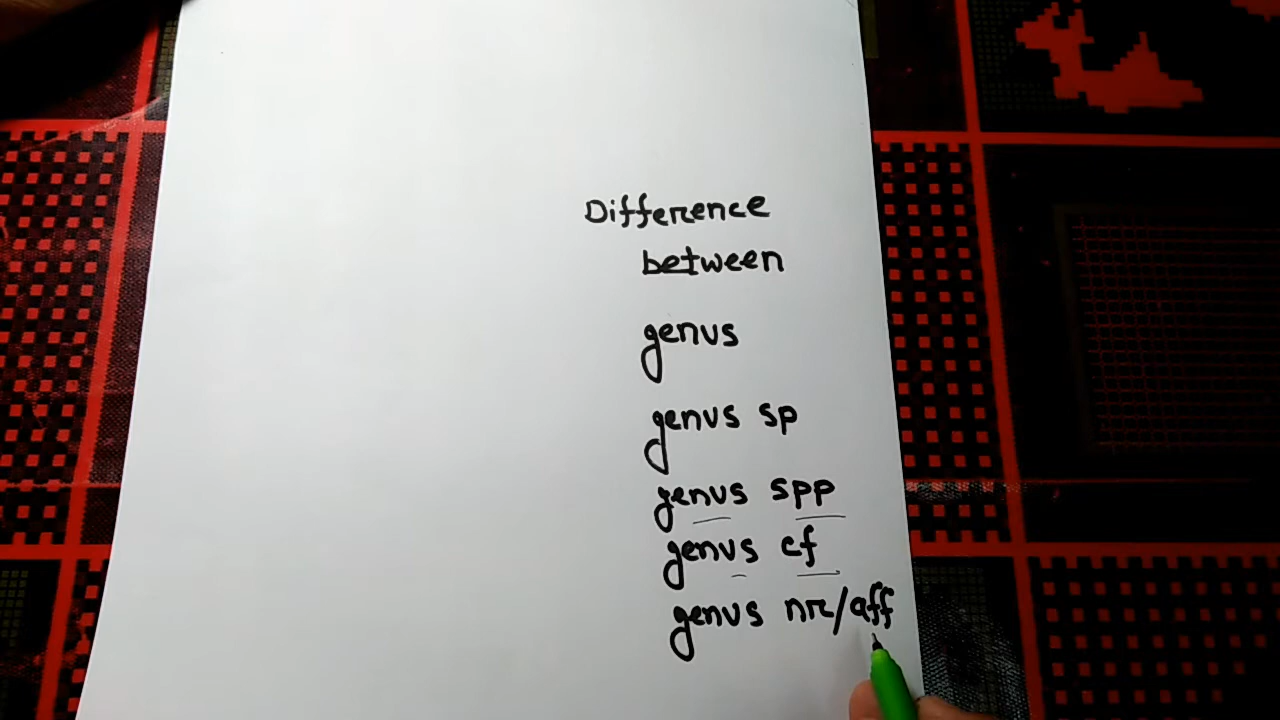 Difference
between
genus
genus sp
genus spp
genus cf
genus nr/aff